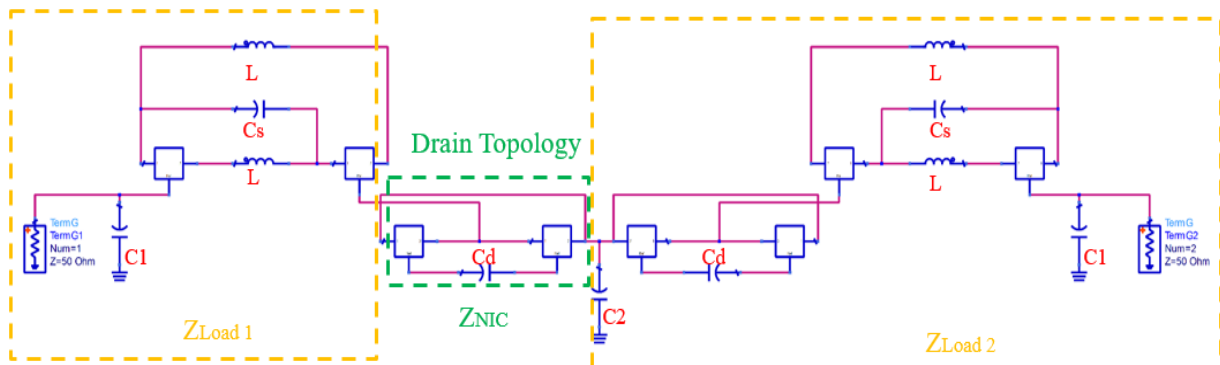 L
Cs
L
Drain Topology
TermG
TermG1
Num=1
Z=50 Ohm
C1
Cd
ZLoad 1
ZNIC
C2
Cd
L
Cs
L
C1
TermG
TermG2
Num=2
Z=50 Ohm
ZLoad 2